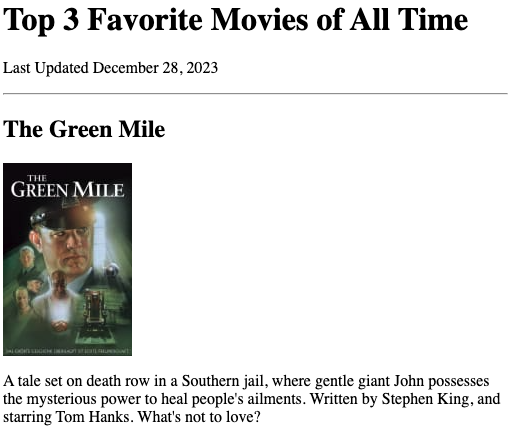 Top 3 Favorite Movies of All Time
Last Updated December 28, 2023
The Green Mile
THE
GREEN MILE
A tale set on death row in a Southern jail, where gentle giant John possesses
the mysterious power to heal people's ailments. Written by Stephen King, and
starring Tom Hanks. What's not to love?